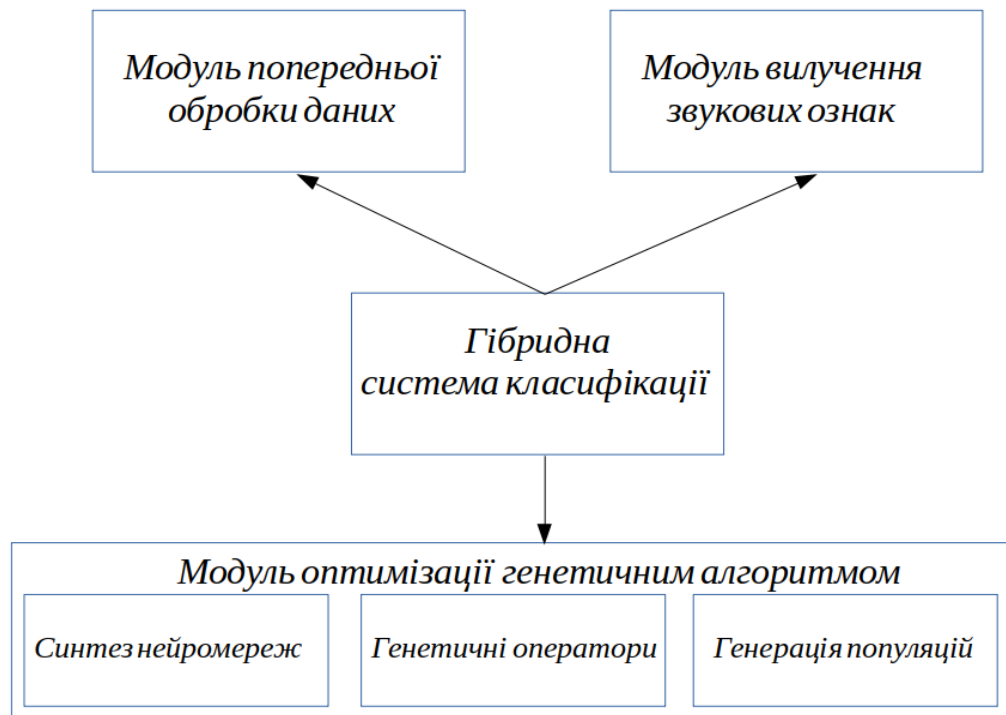 Модуль попередньої
обробки даних
Модуль вилучення
звукових ознак
Гібридна
система класифікації
Модуль оптимізації генетичним алгоритмом
Синтез нейромереж
Генетичні оператори
Генерація популяцій